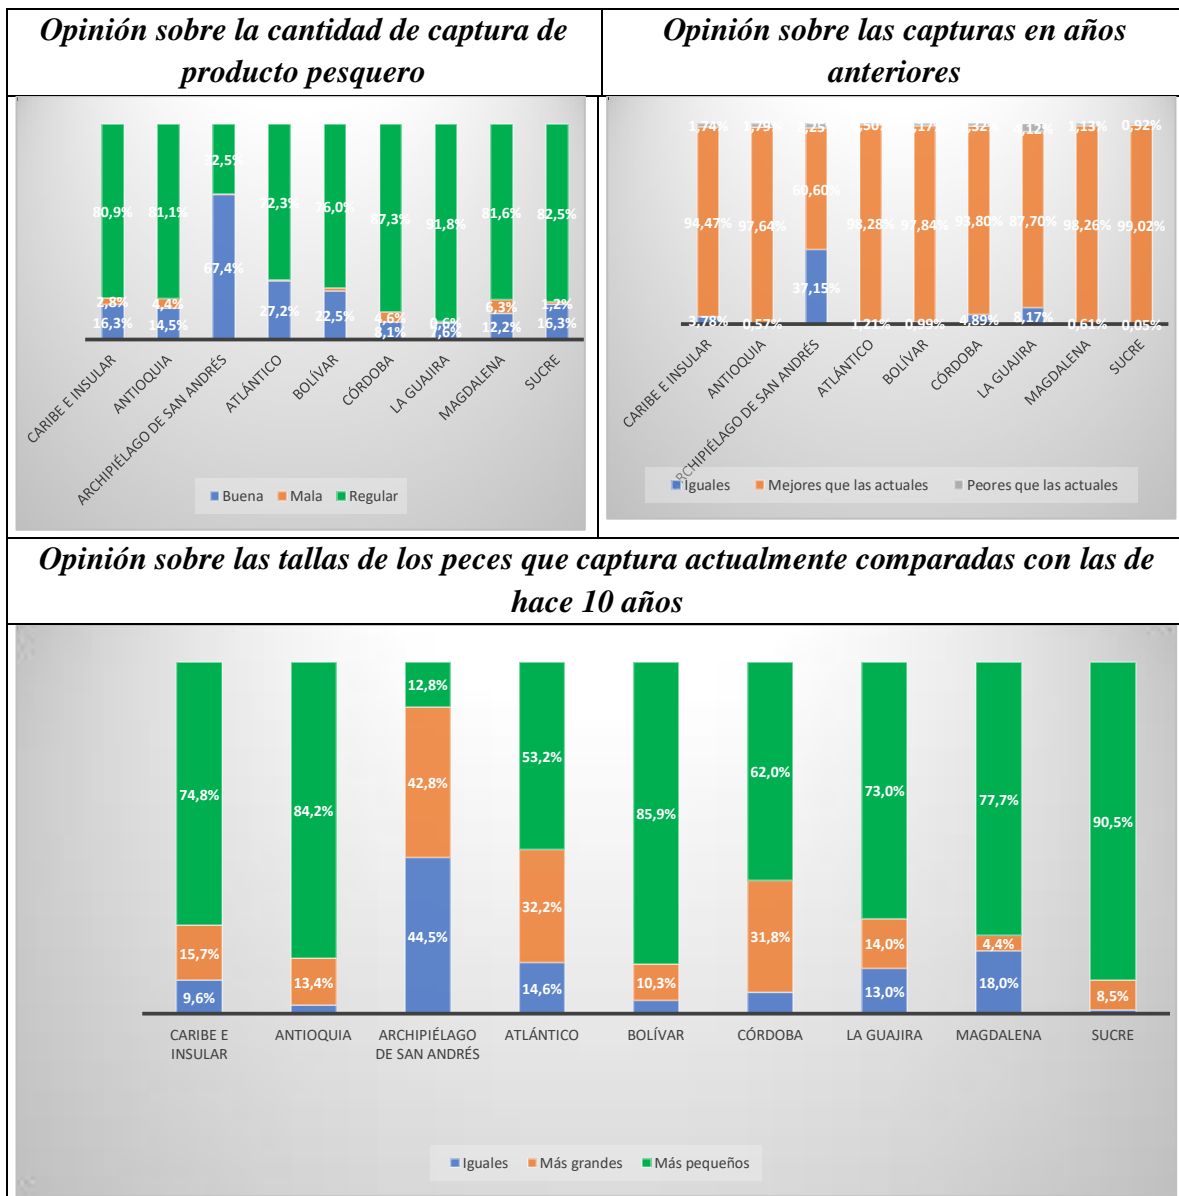 Opinión sobre la cantidad de captura de
producto pesquero
Opinión sobre las capturas en años
anteriores
32,5%
72,3%
76,0%
80,9%
81,1%
87,3%
91,8%
81,6%
82,5%
67,4%
2,8%
4,4%
27,2%
22,5%
4,6%
0,6%
6,3%
1,2%
16,3%
14,5%
8,1%
7,6%
12,2%
16,3%
CARIBE E INSULAR
ANTIOQUIA
ARCHIPIÉLAGO DE SAN ANDRÉS
ATLÁNTICO
BOLÍVAR
CÓRDOBA
LA GUAJIRA
MAGDALENA
SUCRE
Buena Mala Regular
1,74%
1,79%
4,12%
1,13%
0,92%
60,60%
94,47%
97,64%
98,28%
97,84%
93,80%
87,70%
98,26%
99,02%
37,15%
3,78%
0,57%
1,21%
0,99%
4,89%
8,17%
0,61%
0,05%
CARIBE E INSULAR
ANTIOQUIA
ARCHIPIÉLAGO DE SAN ANDRÉS
ATLÁNTICO
BOLÍVAR
CÓRDOBA
LA GUAJIRA
MAGDALENA
SUCRE
Iguales Mejores que las actuales Peores que las actuales
Opinión sobre las tallas de los peces que captura actualmente comparadas con las de
hace 10 años
12,8%
74,8%
84,2%
42,8%
53,2%
85,9%
62,0%
73,0%
77,7%
90,5%
15,7%
13,4%
44,5%
32,2%
10,3%
31,8%
14,0%
4,4%
8,5%
9,6%
14,6%
13,0%
18,0%
CARIBE E
INSULAR
ANTIOQUIA
ARCHIPIÉLAGO
DE SAN ANDRÉS
ATLÁNTICO
BOLÍVAR
CÓRDOBA
LA GUAJIRA
MAGDALENA
SUCRE
Iguales Más grandes Más pequeños